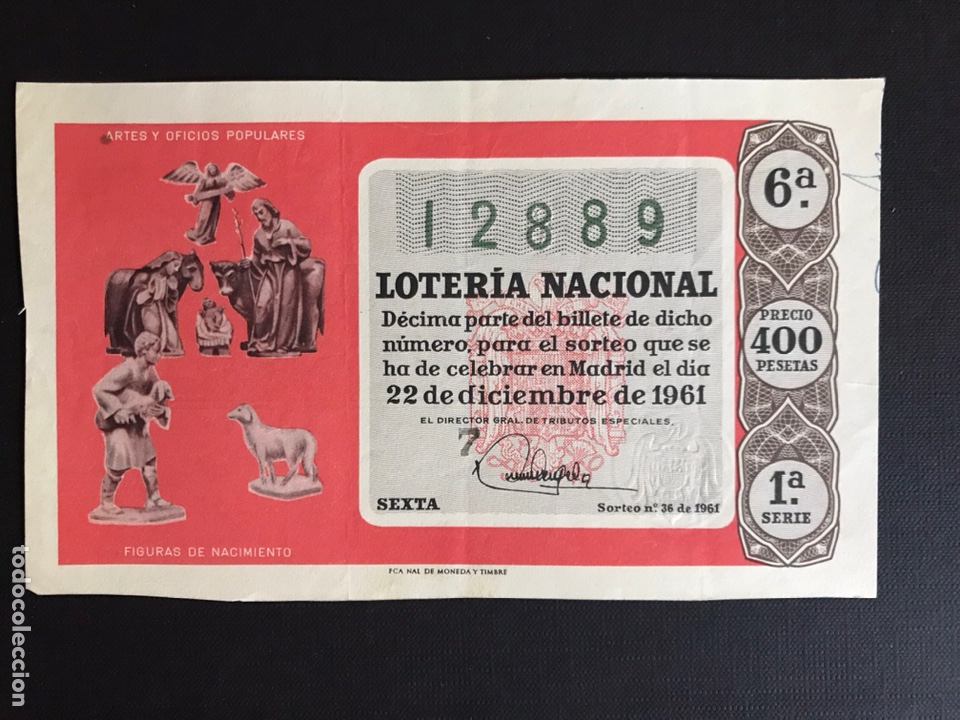 ARTES Y OFICIOS POPULARES
12889
LOTERÍA NACIONAL
Décima parte del billete de dicho
número, para el sorteo que se
ha de celebrar en Madrid el día
22 de diciembre de 1961
EL DIRECTOR GRAL. DE TRIBUTOS ESPECIALES,
7
SEXTA
Sorteo nº. 36 de 1961
6ª.
PRECIO
400
PESETAS
1ª.
SERIE
FIGURAS DE NACIMIENTO
FCA NAL DE MONEDA Y TIMBRE
todocoleccion